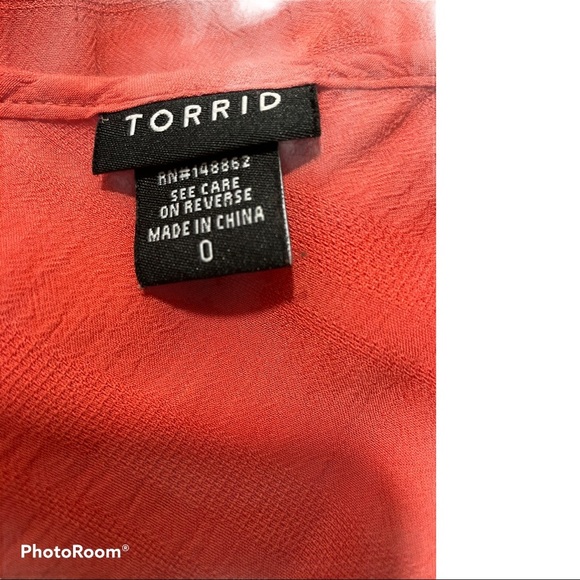 TORRID
RN#148862
SEE CARE
ON REVERSE
MADE IN CHINA
0
PhotoRoom®